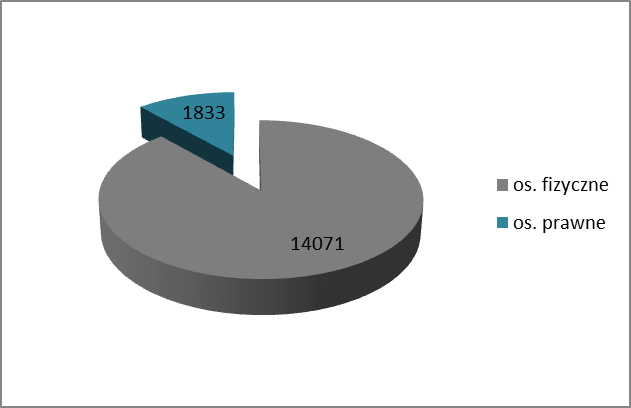 1833
14071
os. fizyczne
os. prawne